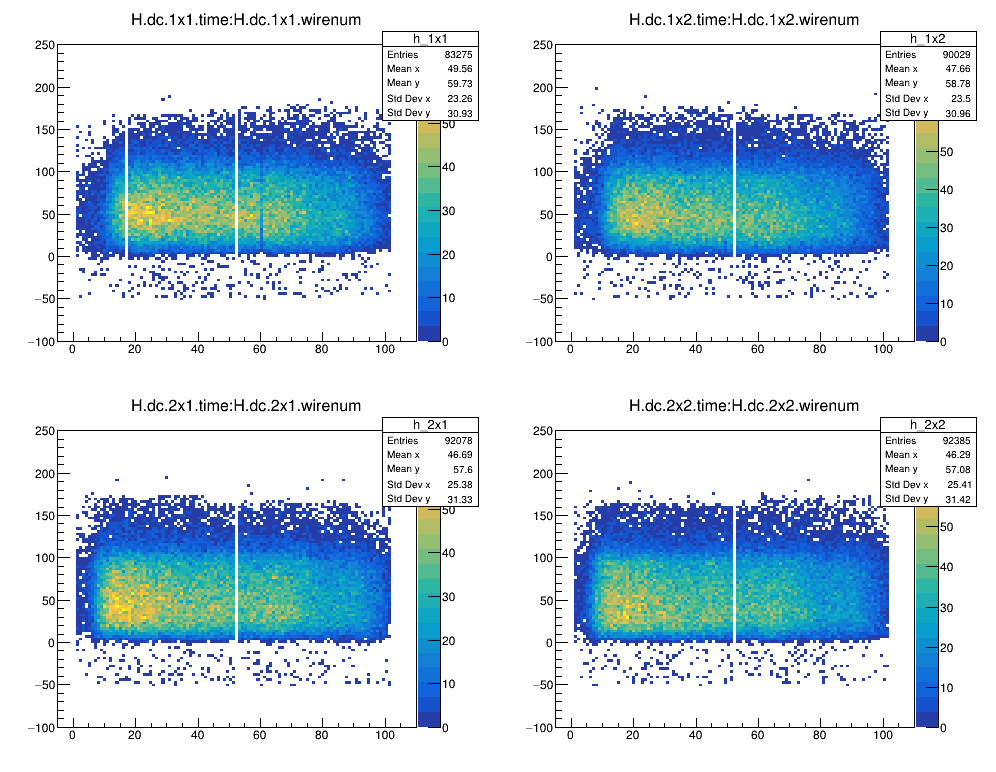 H.dc.1x1.time:H.dc.1x1.wirenum
h_1x1
Entries 83275
Mean x 49.56
Mean y 59.73
Std Dev x 23.26
Std Dev y 30.93
250
200
150
100
50
0
−50
−100
0 20 40 60 80 100
50
40
30
20
10
0
H.dc.1x2.time:H.dc.1x2.wirenum
h_1x2
Entries 90029
Mean x 47.66
Mean y 58.78
Std Dev x 23.5
Std Dev y 30.96
250
200
150
100
50
0
−50
−100
0 20 40 60 80 100
50
40
30
20
10
0
H.dc.2x1.time:H.dc.2x1.wirenum
h_2x1
Entries 92078
Mean x 46.69
Mean y 57.6
Std Dev x 25.38
Std Dev y 31.33
250
200
150
100
50
0
−50
−100
0 20 40 60 80 100
50
40
30
20
10
0
H.dc.2x2.time:H.dc.2x2.wirenum
h_2x2
Entries 92385
Mean x 46.29
Mean y 57.08
Std Dev x 25.41
Std Dev y 31.42
250
200
150
100
50
0
−50
−100
0 20 40 60 80 100
50
40
30
20
10
0